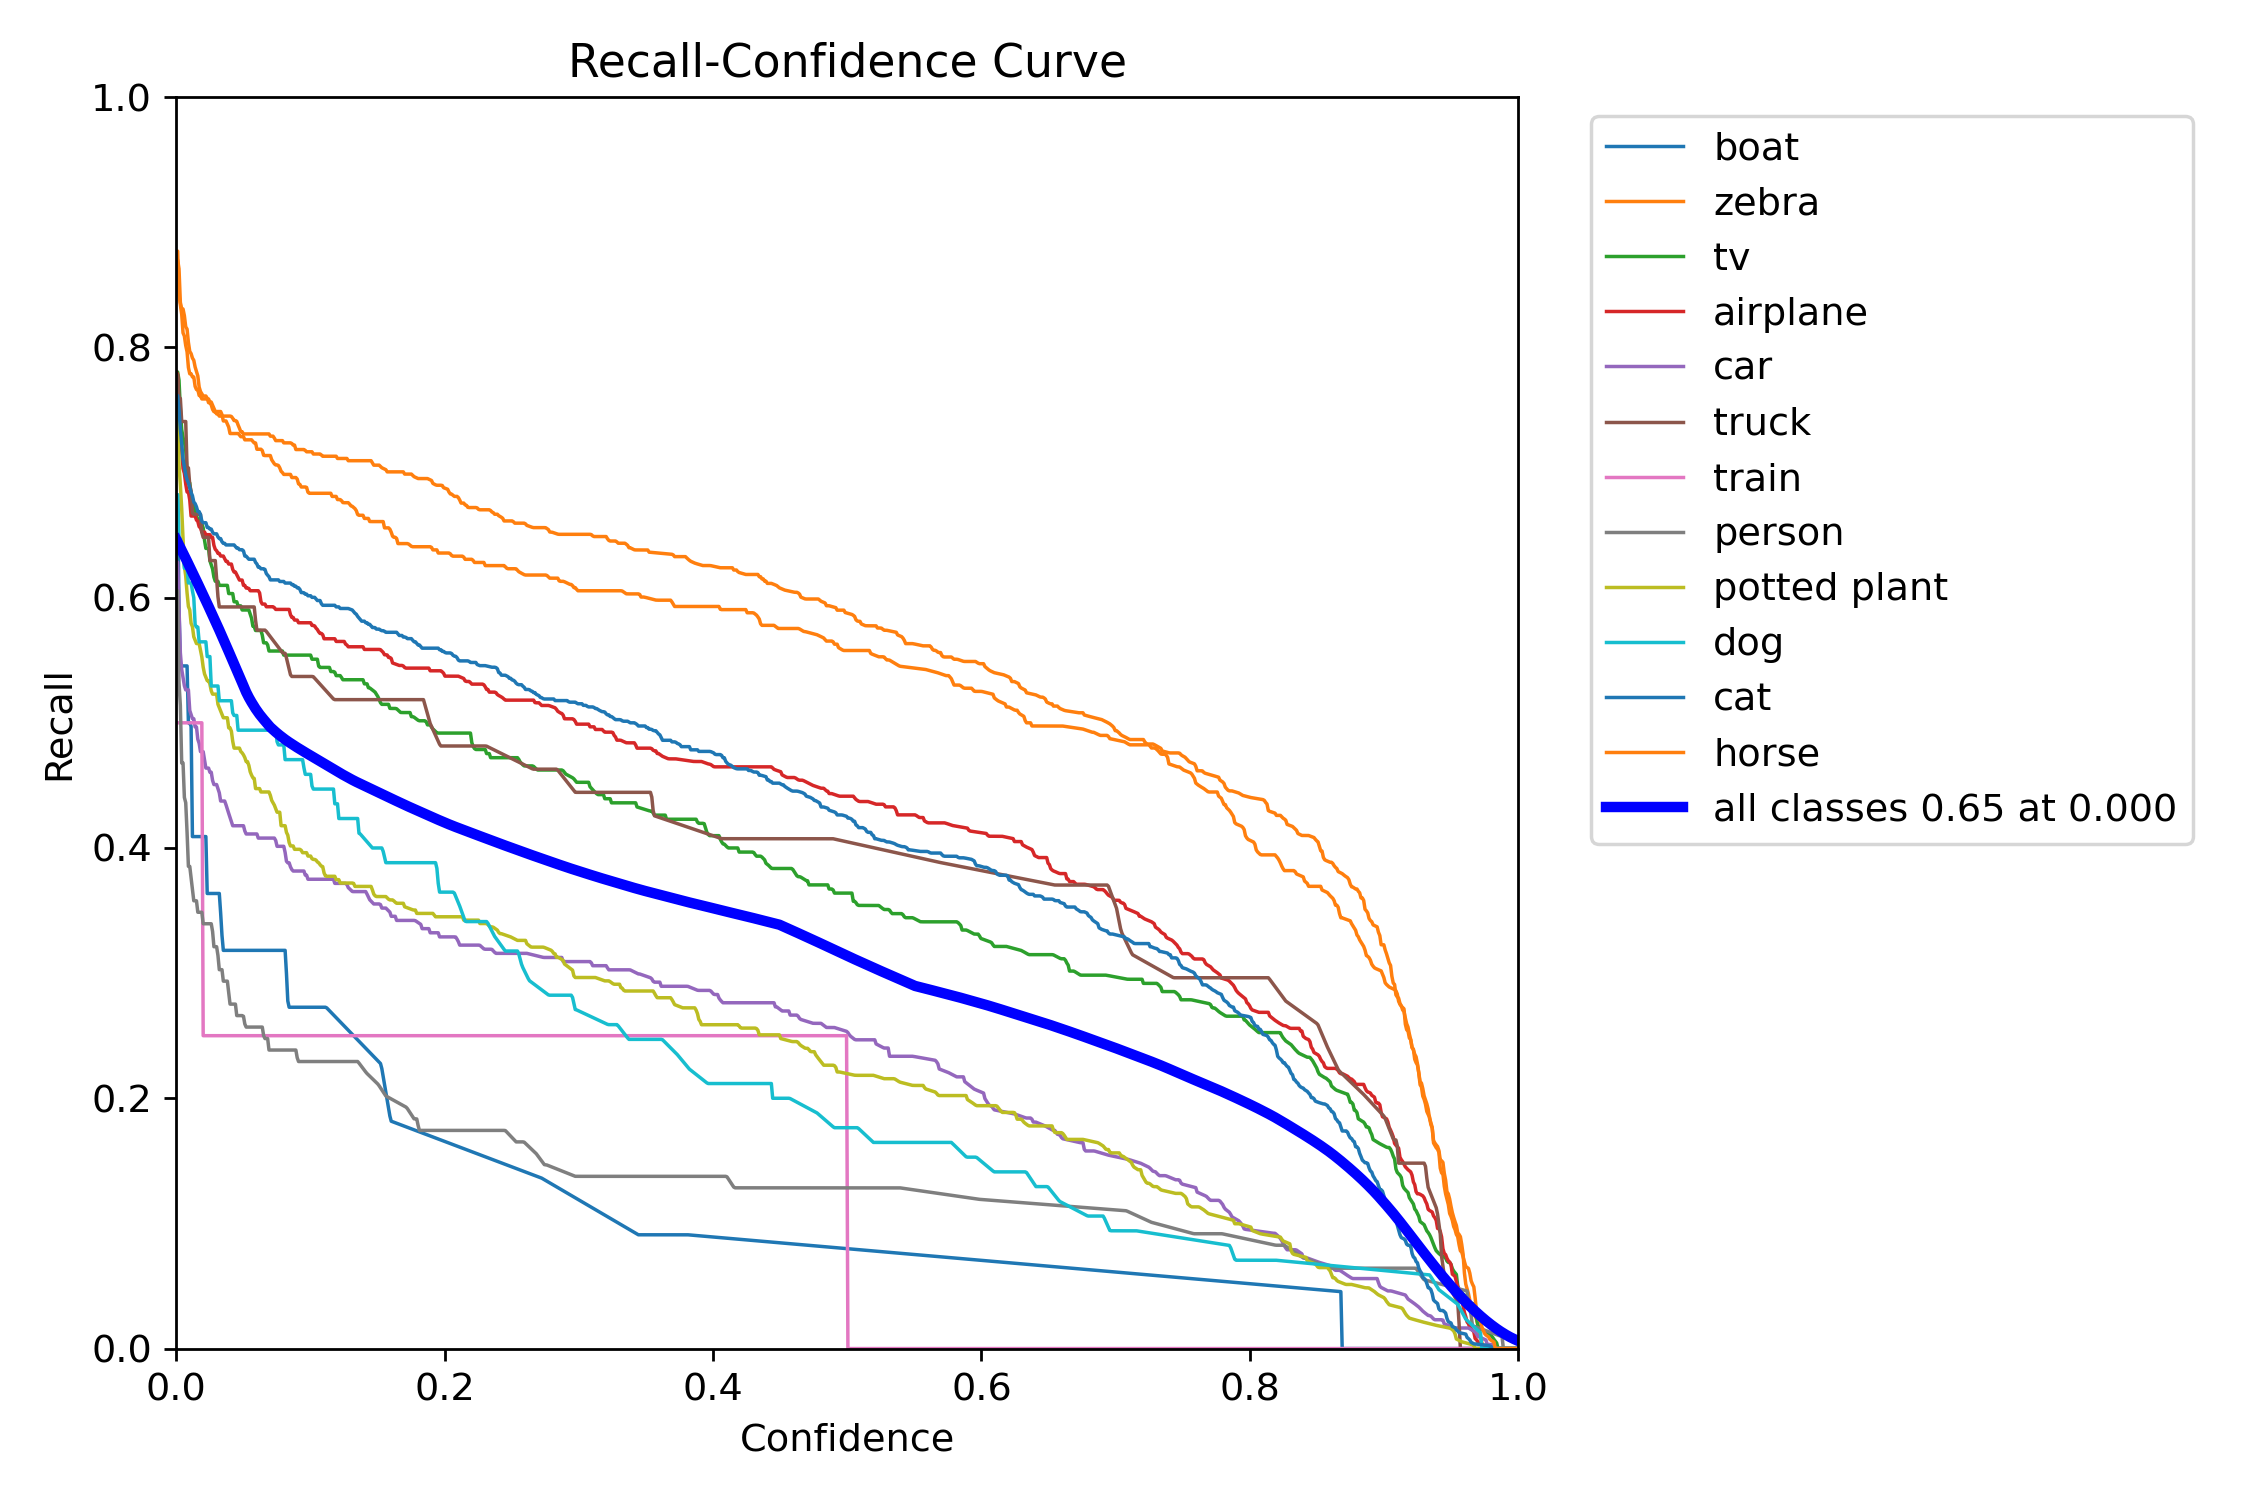 Recall-Confidence Curve
1.0
0.8
0.6
0.4
0.2
0.0
Recall
0.0 0.2 0.4 0.6 0.8 1.0
Confidence
boat
zebra
tv
airplane
car
truck
train
person
potted plant
dog
cat
horse
all classes 0.65 at 0.000